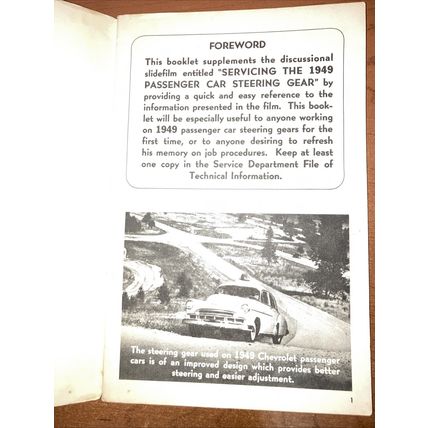 FOREWORD
This booklet supplements the discussional
slidefilm entitled "SERVICING THE 1949
PASSENGER CAR STEERING GEAR" by
providing a quick and easy reference to the
information presented in the film. This book-
let will be especially useful to anyone working
on 1949 passenger car steering gears for the
first time, or to anyone desiring to refresh
his memory on job procedures. Keep at least
one copy in the Service Department File of
Technical Information.
The steering gear used on 1949 Chevrolet passenger
cars is of an improved design which provides better
steering and easier adjustment.
1